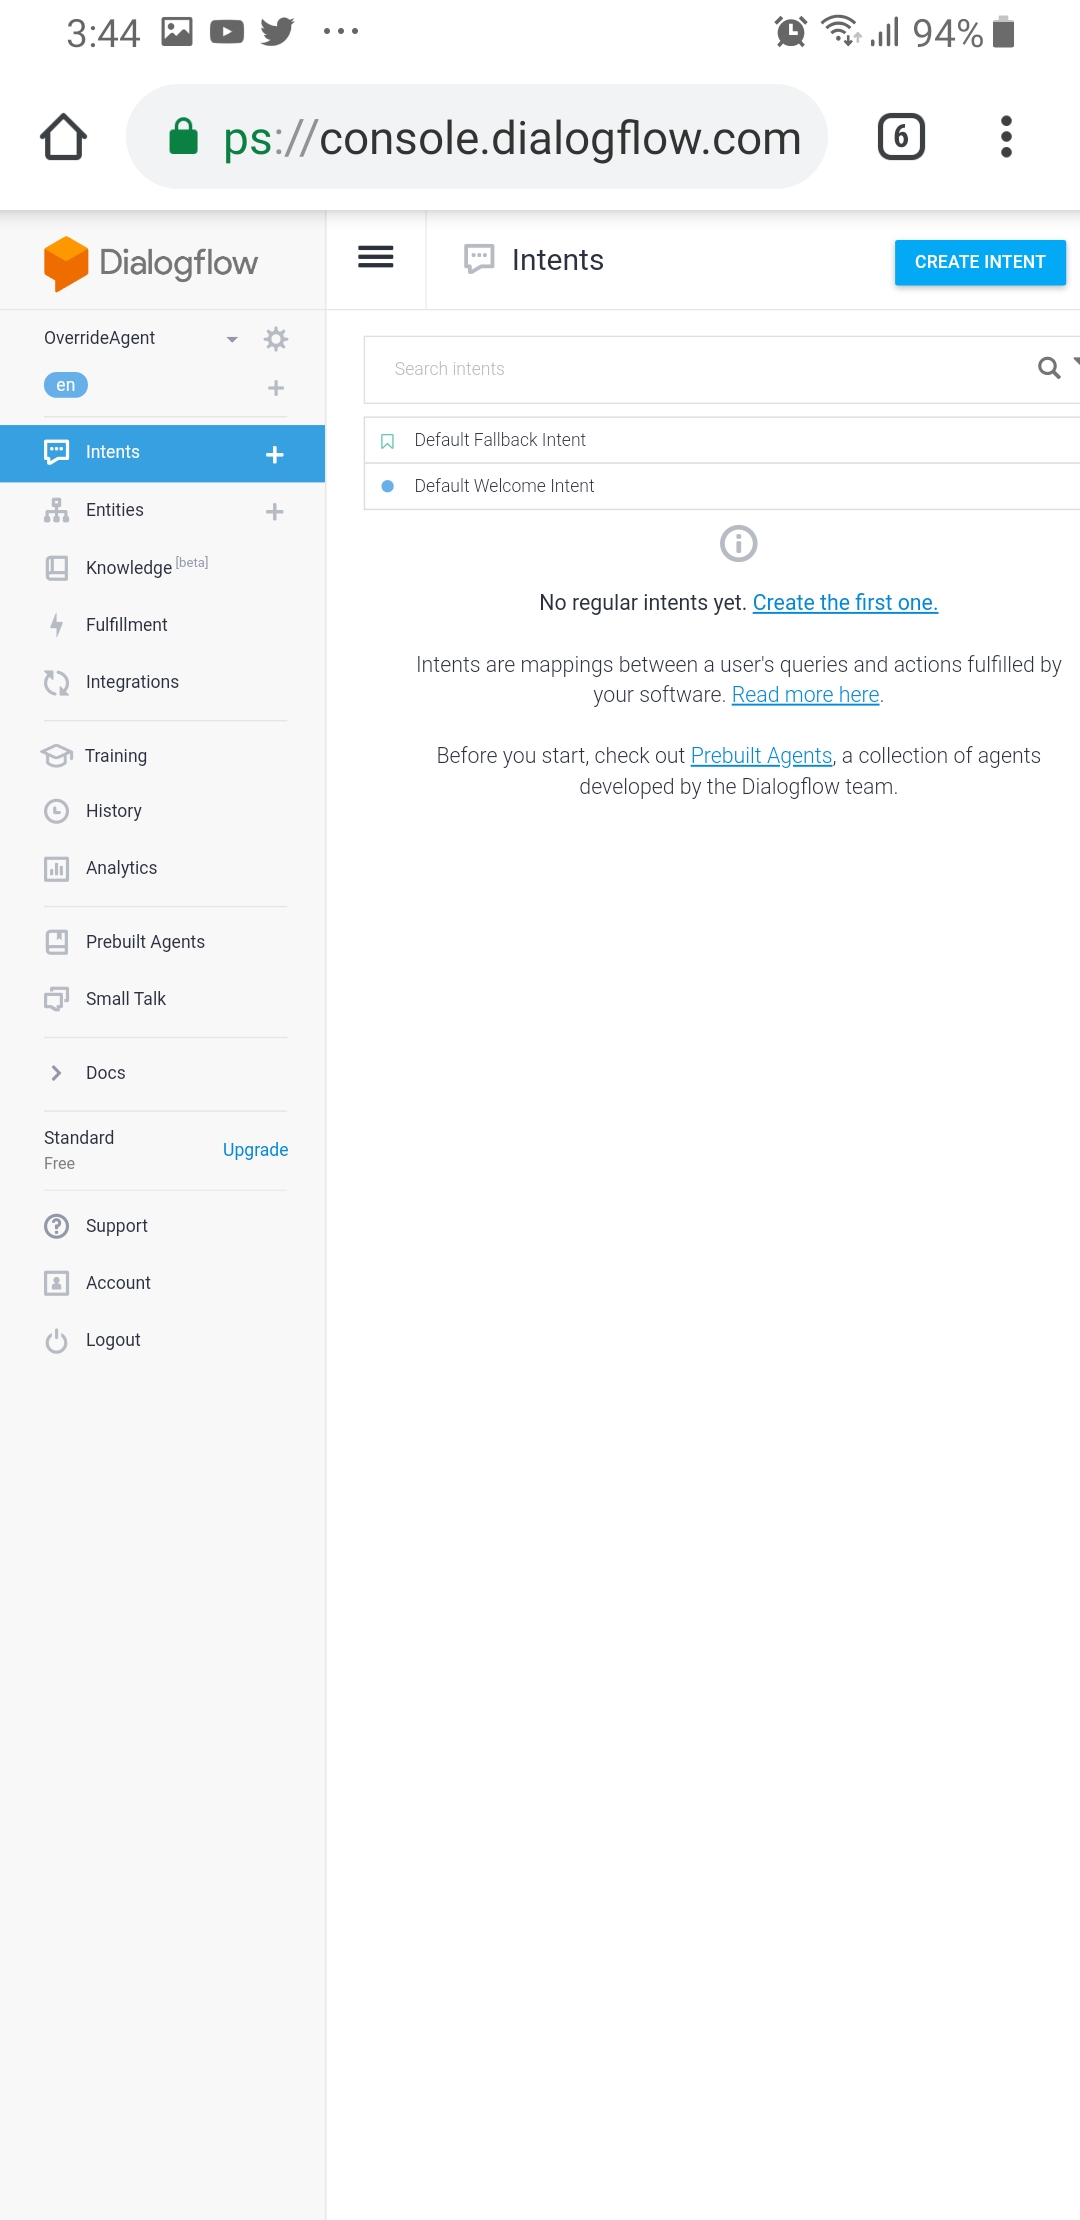 3:44
94%
ps://console.dialogflow.com
6
Dialogflow
Intents
CREATE INTENT
OverrideAgent
en
Intents
Entities
Knowledge [beta]
Fulfillment
Integrations
Training
History
Analytics
Prebuilt Agents
Small Talk
Docs
Standard
Free
Upgrade
Support
Account
Logout
Search intents
Default Fallback Intent
Default Welcome Intent
No regular intents yet. Create the first one.
Intents are mappings between a user's queries and actions fulfilled by
your software. Read more here.
Before you start, check out Prebuilt Agents, a collection of agents
developed by the Dialogflow team.